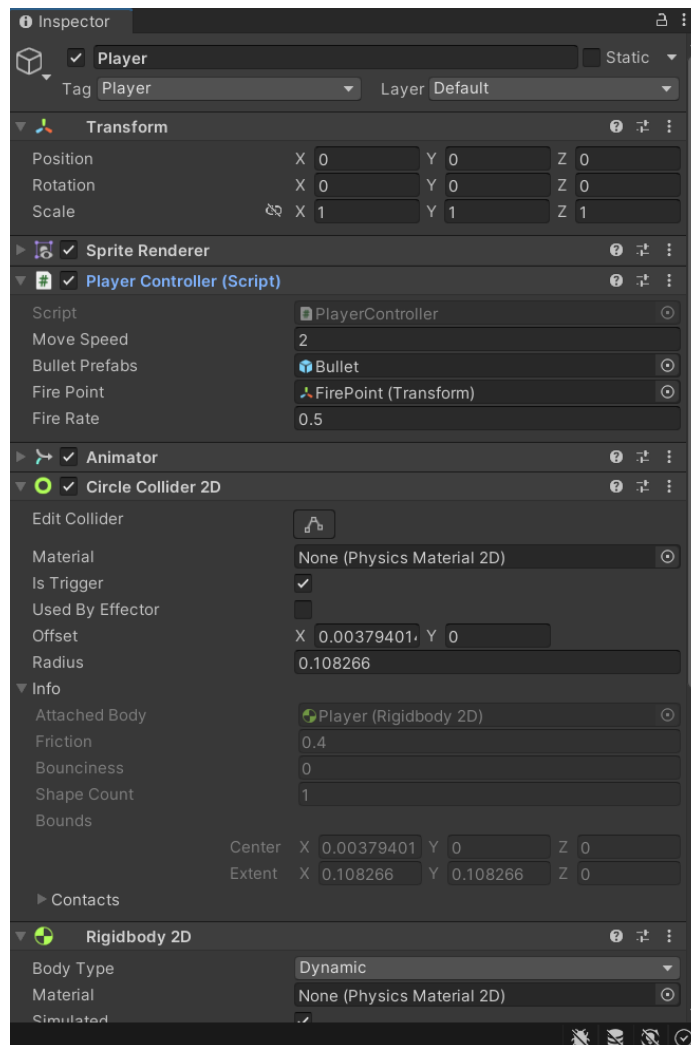 Inspector
Player Static
Tag Player Layer Default
Transform
Position X 0 Y 0 Z 0
Rotation X 0 Y 0 Z 0
Scale X 1 Y 1 Z 1
Sprite Renderer
# Player Controller (Script)
Script PlayerController
Move Speed 2
Bullet Prefabs Bullet
Fire Point FirePoint (Transform)
Fire Rate 0.5
Animator
Circle Collider 2D
Edit Collider
Material None (Physics Material 2D)
Is Trigger
Used By Effector
Offset X 0.00379401 Y 0
Radius 0.108266
Info
Attached Body Player (Rigidbody 2D)
Friction 0.4
Bounciness 0
Shape Count 1
Bounds
Center X 0.00379401 Y 0 Z 0
Extent X 0.108266 Y 0.108266 Z 0
Contacts
Rigidbody 2D
Body Type Dynamic
Material None (Physics Material 2D)
Simulated